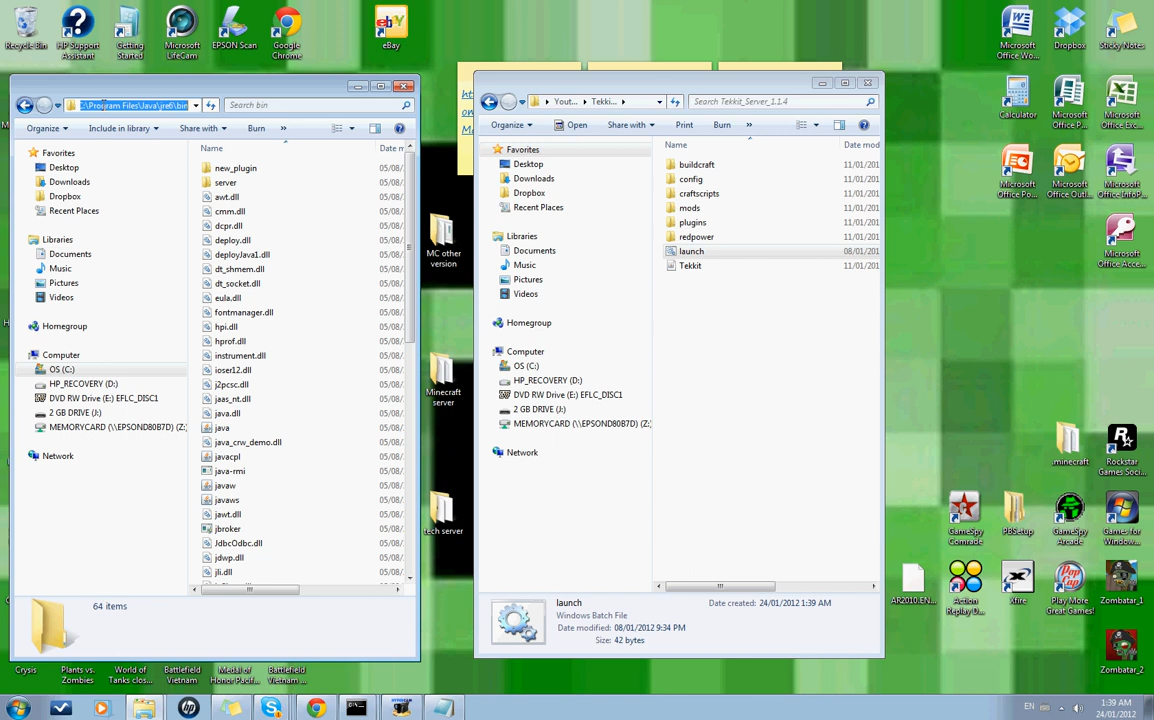 Recycle Bin
HP Support
Assistant
Getting
Started
Microsoft
LifeCam
EPSON Scan
Google
Chrome
eBay
Microsoft
Office Wo...
Dropbox
Sticky Notes
C:\Program Files\Java\jre6\bin
Search bin
Organize
Include in library
Share with
Burn
»
Favorites
Desktop
Downloads
Dropbox
Recent Places
Libraries
Documents
Music
Pictures
Videos
Homegroup
Computer
OS (C:)
HP_RECOVERY (D:)
DVD RW Drive (E:) EFLC_DISC1
2 GB DRIVE (J:)
MEMORYCARD (\\EPSOND80B7D) (Z:)
Network
Name
Date m
new_plugin 05/08/
server 05/08/
awt.dll 05/08/
cmm.dll 05/08/
dcpr.dll 05/08/
deploy.dll 05/08/
deployJava1.dll 05/08/
dt_shmem.dll 05/08/
dt_socket.dll 05/08/
eula.dll 05/08/
fontmanager.dll 05/08/
hpi.dll 05/08/
hprof.dll 05/08/
instrument.dll 05/08/
ioser12.dll 05/08/
j2pcsc.dll 05/08/
jaas_nt.dll 05/08/
java.dll 05/08/
java 05/08/
java_crw_demo.dll 05/08/
javacpl 05/08/
java-rmi 05/08/
javaw 05/08/
javaws 05/08/
jawt.dll 05/08/
jbroker 05/08/
JdbcOdbc.dll 05/08/
jdwp.dll 05/08/
jli.dll 05/08/
64 items
MC other
version
Minecraft
server
tech server
Yout...
Tekki...
Search Tekkit_Server_1.1.4
Organize
Open
Share with
Print
Burn
»
Favorites
Desktop
Downloads
Dropbox
Recent Places
Libraries
Documents
Music
Pictures
Videos
Homegroup
Computer
OS (C:)
HP_RECOVERY (D:)
DVD RW Drive (E:) EFLC_DISC1
2 GB DRIVE (J:)
MEMORYCARD (\\EPSOND80B7D) (Z:)
Network
Name
Date mod
buildcraft 11/01/201
config 11/01/201
craftscripts 11/01/201
mods 11/01/201
plugins 11/01/201
redpower 11/01/201
launch 08/01/201
Tekkit 11/01/201
launch
Windows Batch File
Date modified: 08/01/2012 9:34 PM
Size: 42 bytes
Date created: 24/01/2012 1:39 AM
Calculator
Microsoft
Office P...
Microsoft
Office Exc...
Microsoft
Office Po...
Microsoft
Office Outl...
Microsoft
Office InfoP...
Microsoft
Office Acce...
.minecraft
Rockstar
Games Soci...
GameSpy
Comrade
PBSetup
GameSpy
Arcade
Games for
Window...
AR2010.EN...
Action
Replay D...
Xfire
Play More
Great Games!
Zombatar_1
Zombatar_2
Crysis
Plants vs.
Zombies
World of
Tanks clos...
Battlefield
Vietnam
Medal of
Honor Pacif...
Battlefield
Vietnam ...
EN
1:39 AM
24/01/2012